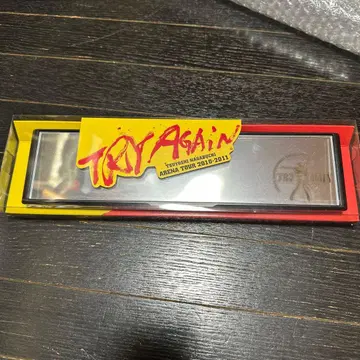 TRY AGAIN
TSUYOSHI NAGABUCHI
ARENA TOUR 2010-2011